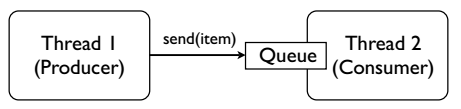 Thread 1
(Producer)
send(item)
Queue
Thread 2
(Consumer)